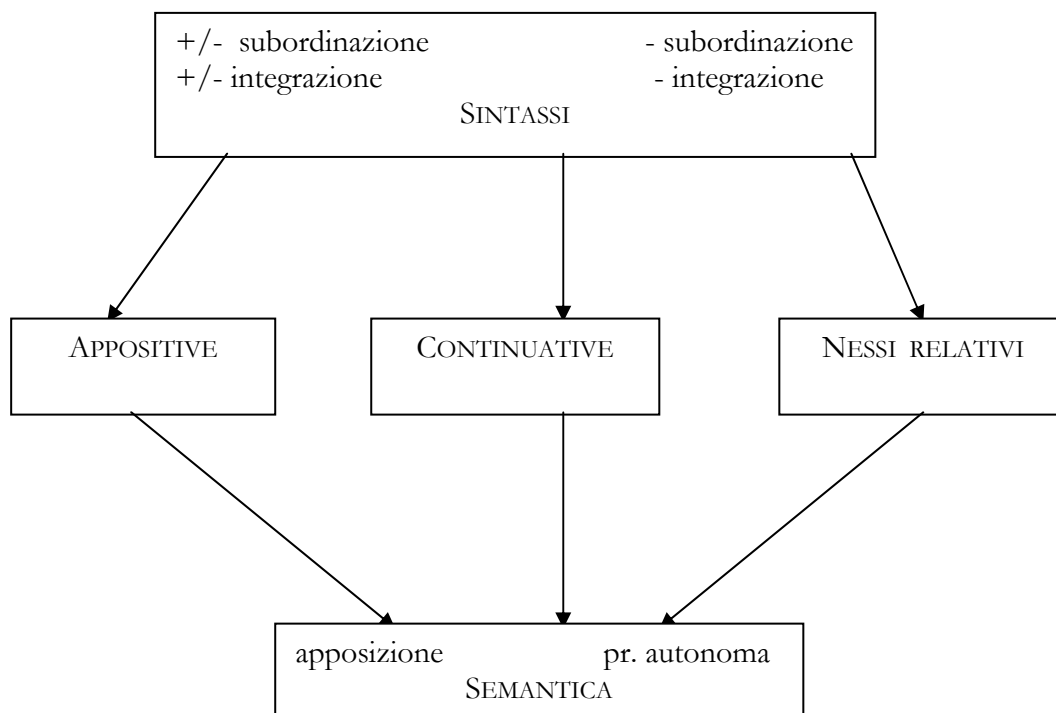 +/- subordinazione - subordinazione
+/- integrazione - integrazione
SINTASSI
APPOSITIVE CONTINUATIVE NESSI RELATIVI
apposizione pr. autonoma
SEMANTICA